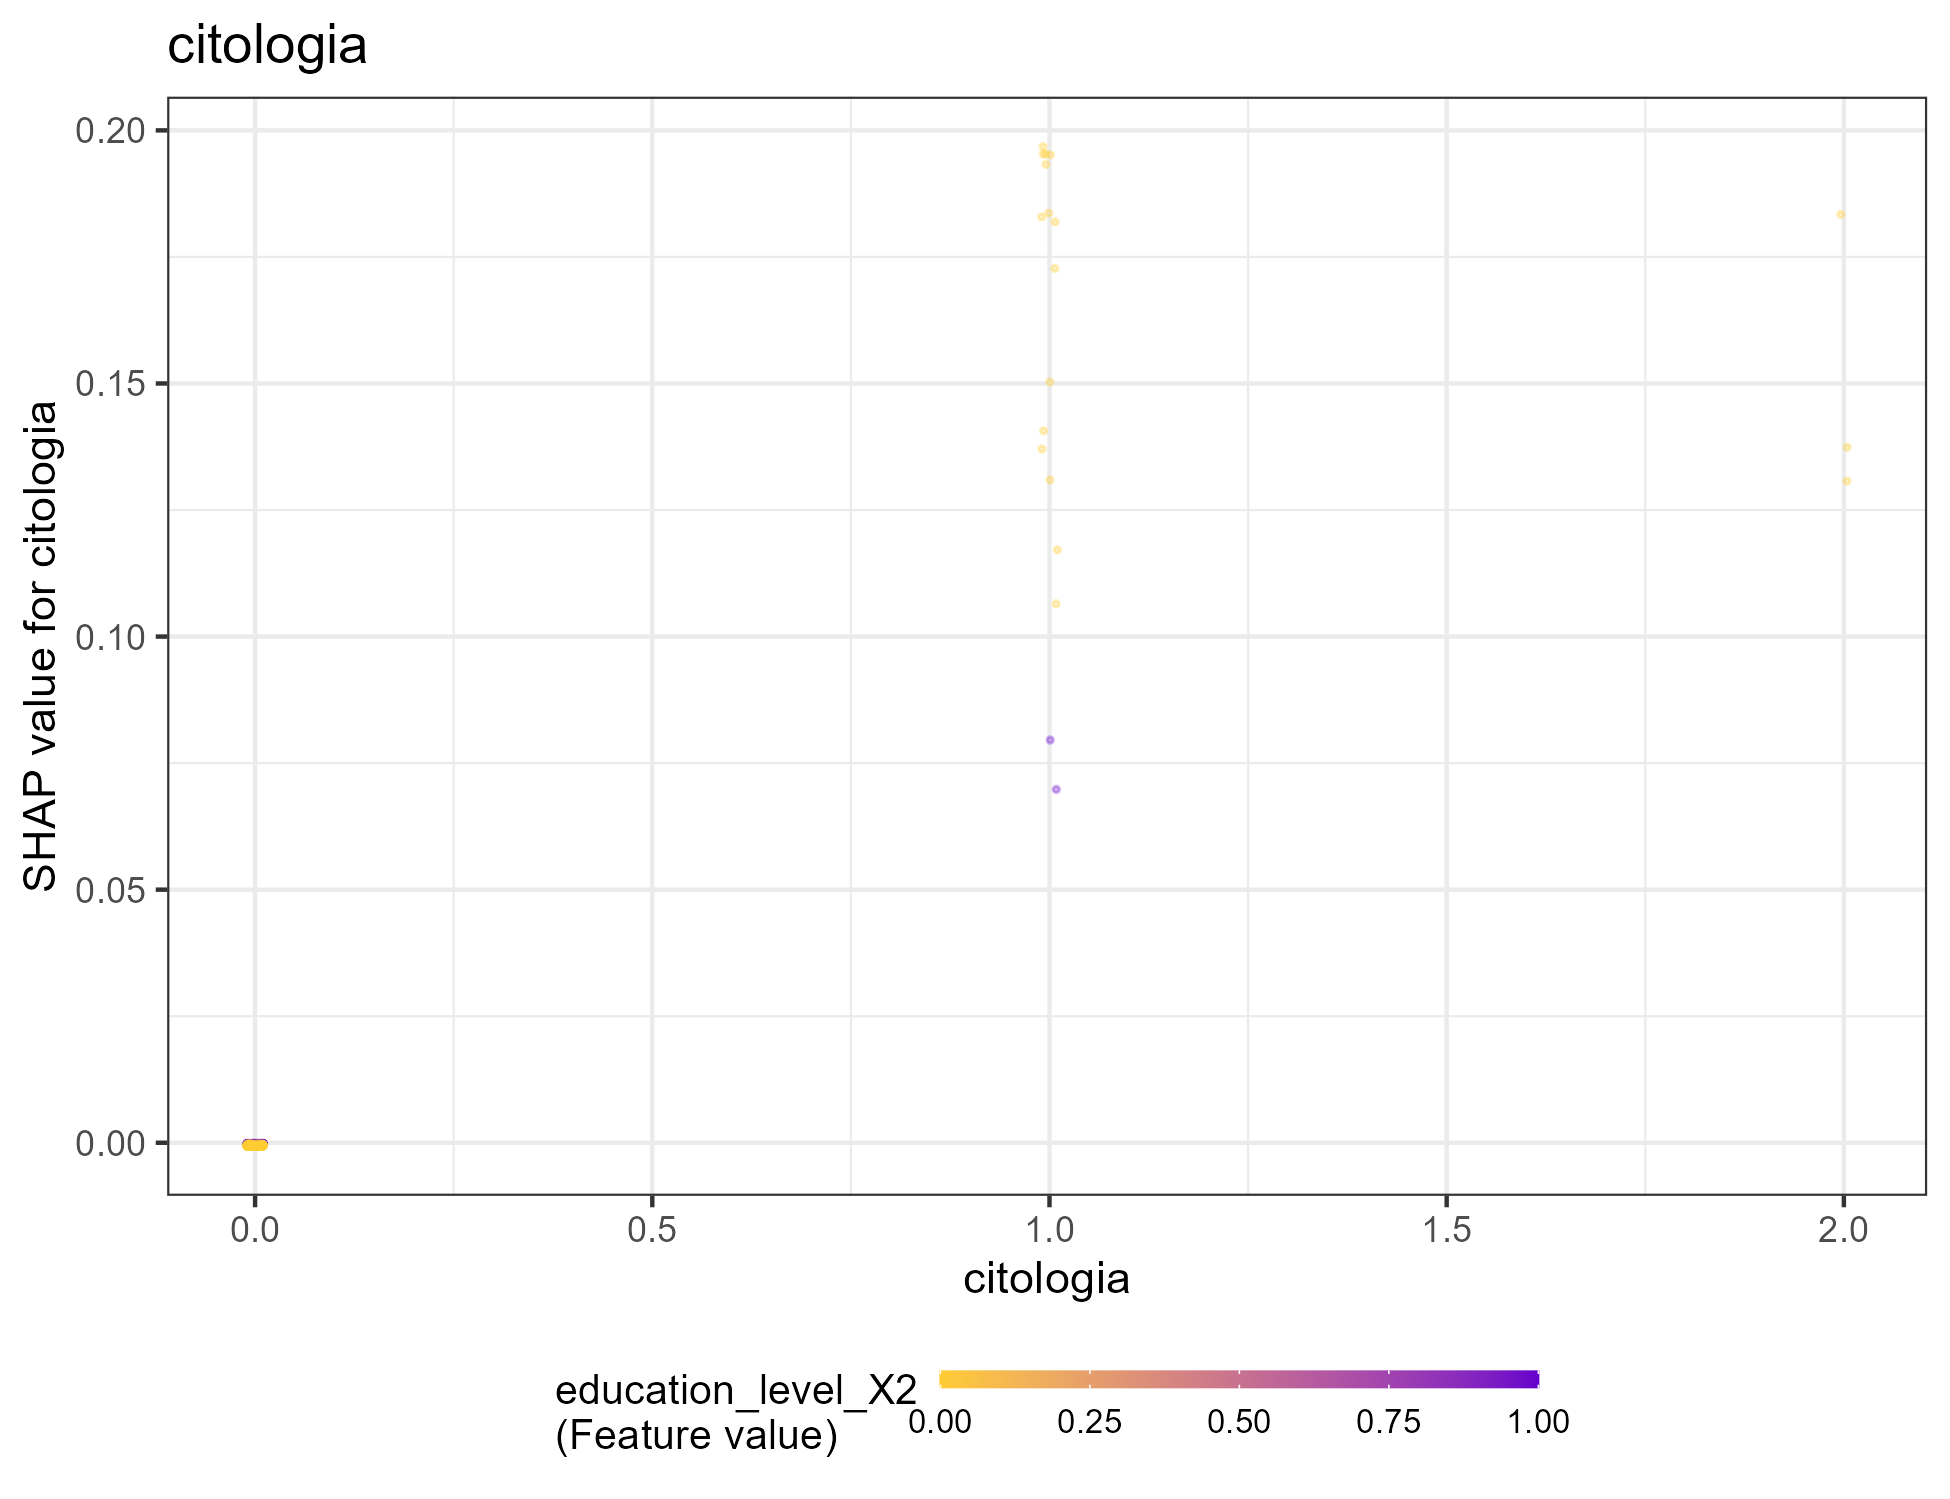 citologia
SHAP value for citologia
0.20
0.15
0.10
0.05
0.00
0.0 0.5 1.0 1.5 2.0
citologia
education_level_X2
(Feature value)
0.00 0.25 0.50 0.75 1.00